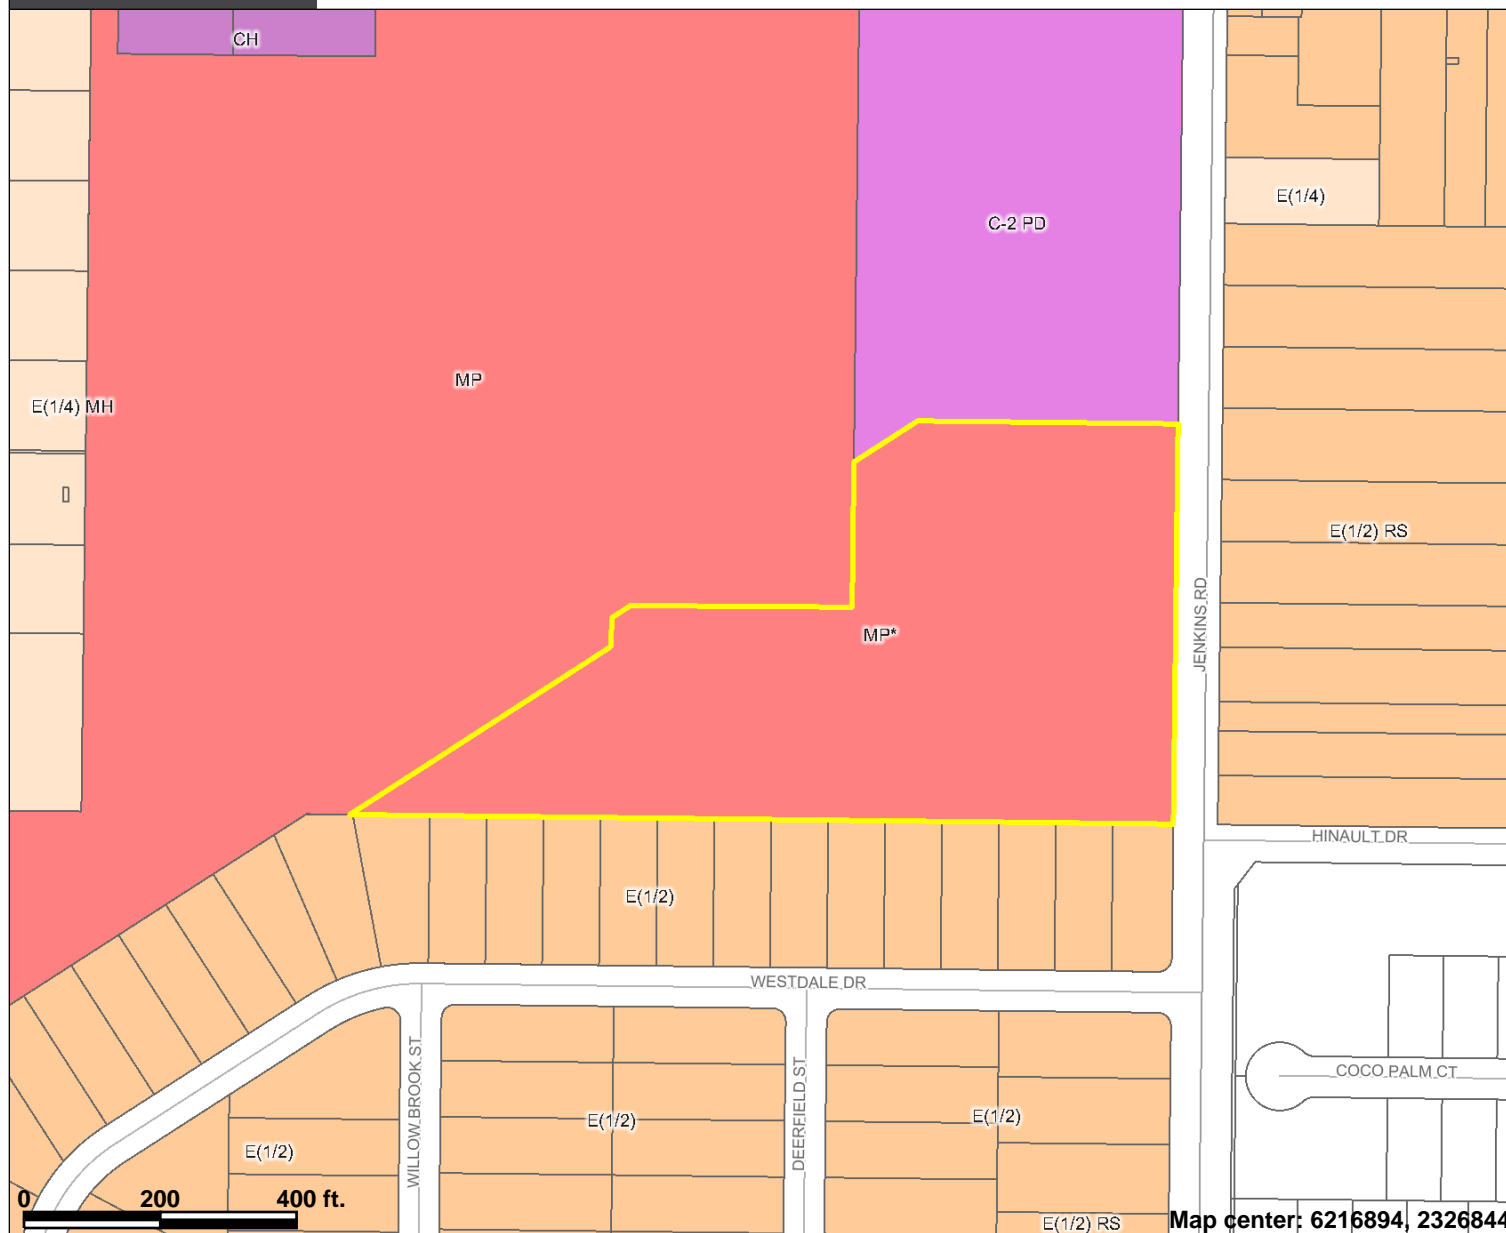 CH
C-2 PD
E(1/4)
MP
E(1/4) MH
E(1/2) RS
JENKINS RD
MP*
HINAULT DR
E(1/2)
WESTDALE DR
WILLOW BROOK ST
DEERFIELD ST
COCO PALM CT
E(1/2)
E(1/2)
E(1/2)
0 200 400 ft.
E(1/2) RS
Map center: 6216894, 2326844